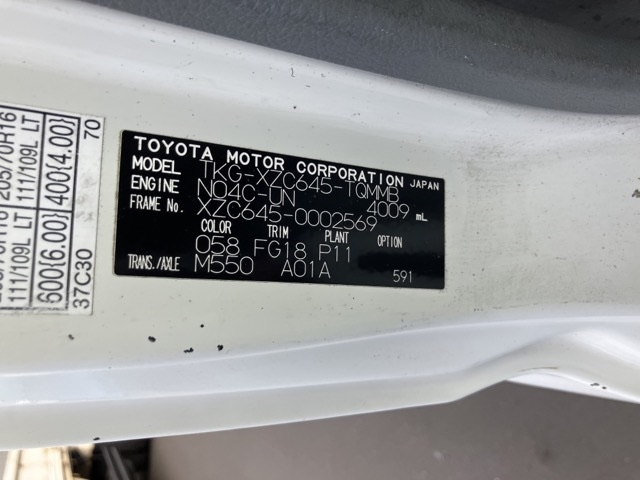 TOYOTA MOTOR CORPORATION JAPAN
MODEL TKG-XZC645-TQMMB
ENGINE N04C-UN 4009 mL
FRAME No. XZC645-0002569
COLOR TRIM PLANT OPTION
058 FG18 P11
TRANS./AXLE M550 A01A 591
205/70R16
111/109L LT 111/109L LT
600(6.00) 400(4.00)
37C30 70